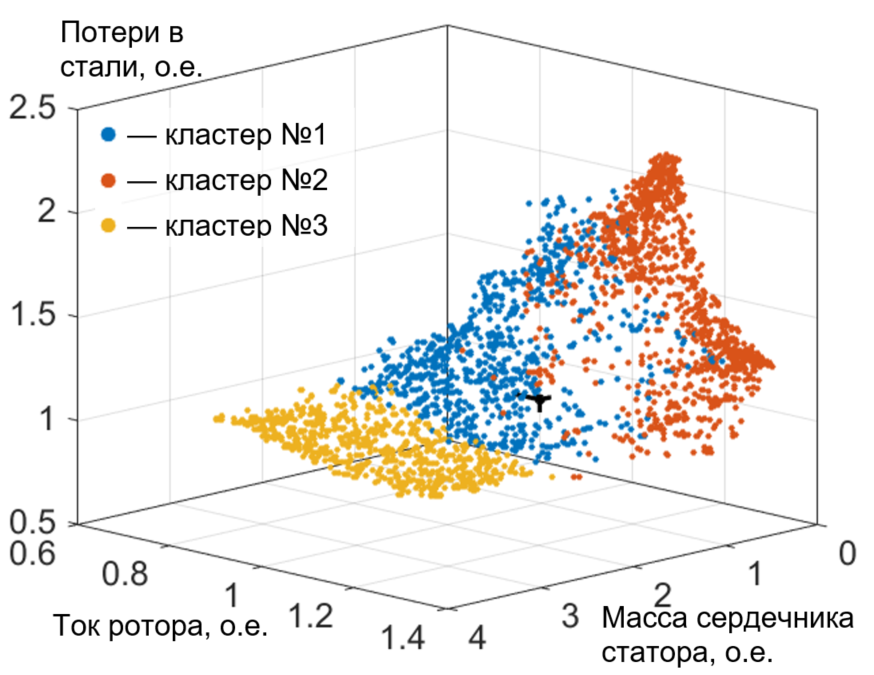 Потери в
стали, о.е.
2.5
— кластер №1
— кластер №2
2
— кластер №3
1.5
1
0.5
0.6
0
0.8
1
1
2
1.2
3
Ток ротора, о.е.
Масса сердечника
1.4
4
статора, о.е.